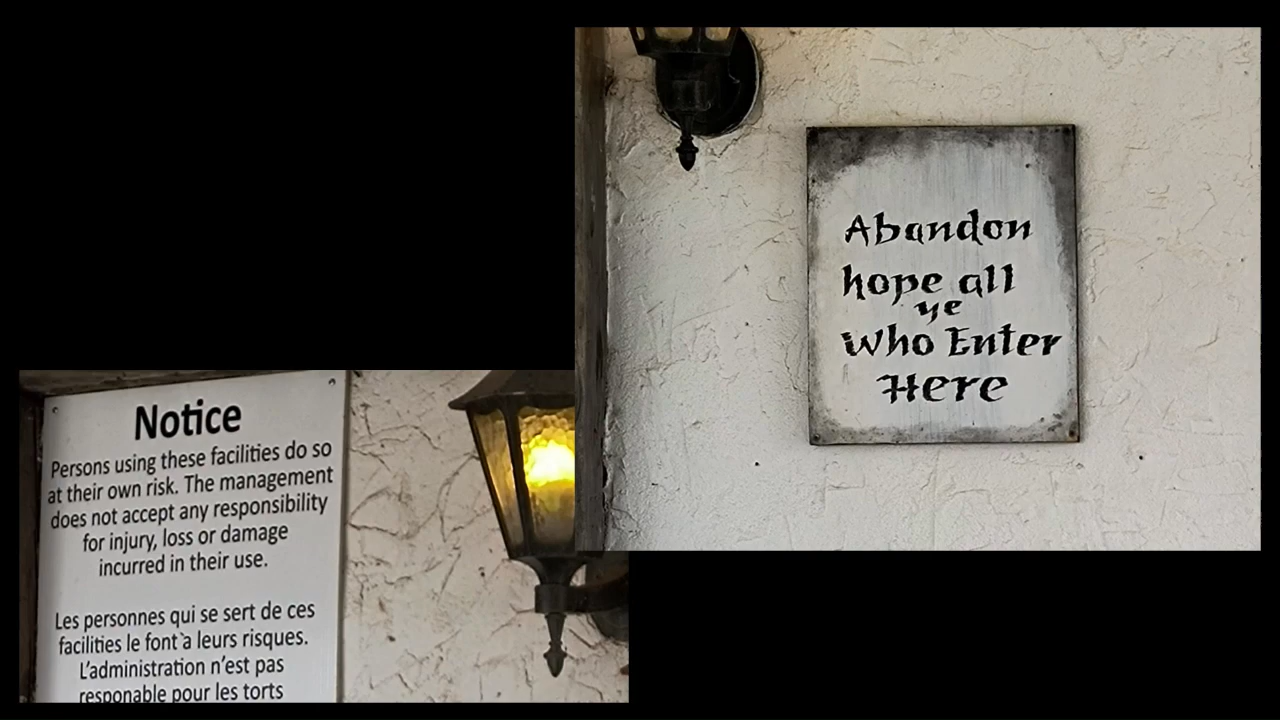 Abandon
hope all
ye
Who Enter
Here
Notice
Persons using these facilities do so
at their own risk. The management
does not accept any responsibility
for injury, loss or damage
incurred in their use.
Les personnes qui se sert de ces
facilities le font à leurs risques.
L'administration n'est pas
responable pour les torts